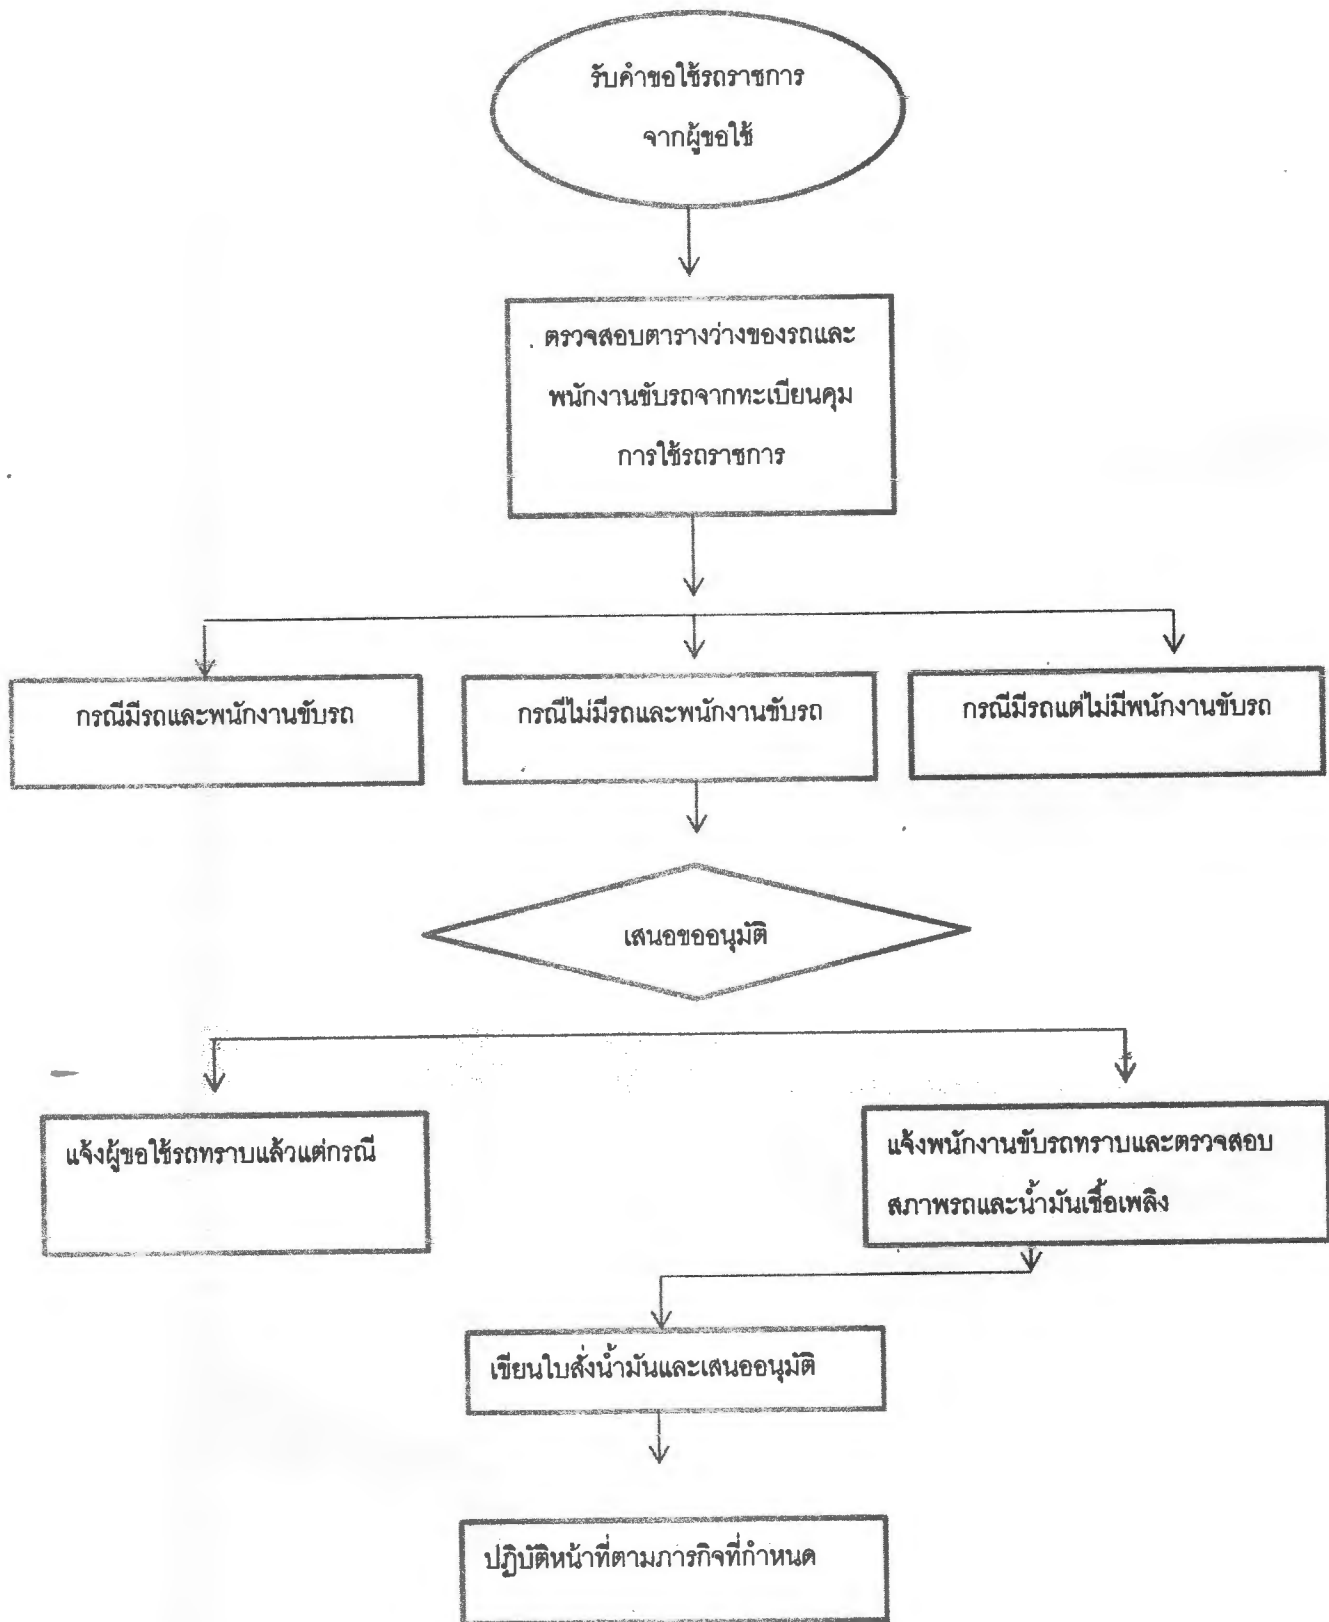 รับคำขอใช้รถราชการ
จากผู้ขอใช้
ตรวจสอบตารางว่างของรถและ
พนักงานขับรถจากทะเบียนคุม
การใช้รถราชการ
กรณีมีรถและพนักงานขับรถ
กรณีไม่มีรถและพนักงานขับรถ
กรณีมีรถแต่ไม่มีพนักงานขับรถ
เสนอขออนุมัติ
แจ้งผู้ขอใช้รถทราบแล้วแต่กรณี
แจ้งพนักงานขับรถทราบและตรวจสอบ
สภาพรถและน้ำมันเชื้อเพลิง
เขียนใบสั่งน้ำมันและเสนออนุมัติ
ปฏิบัติหน้าที่ตามภารกิจที่กำหนด